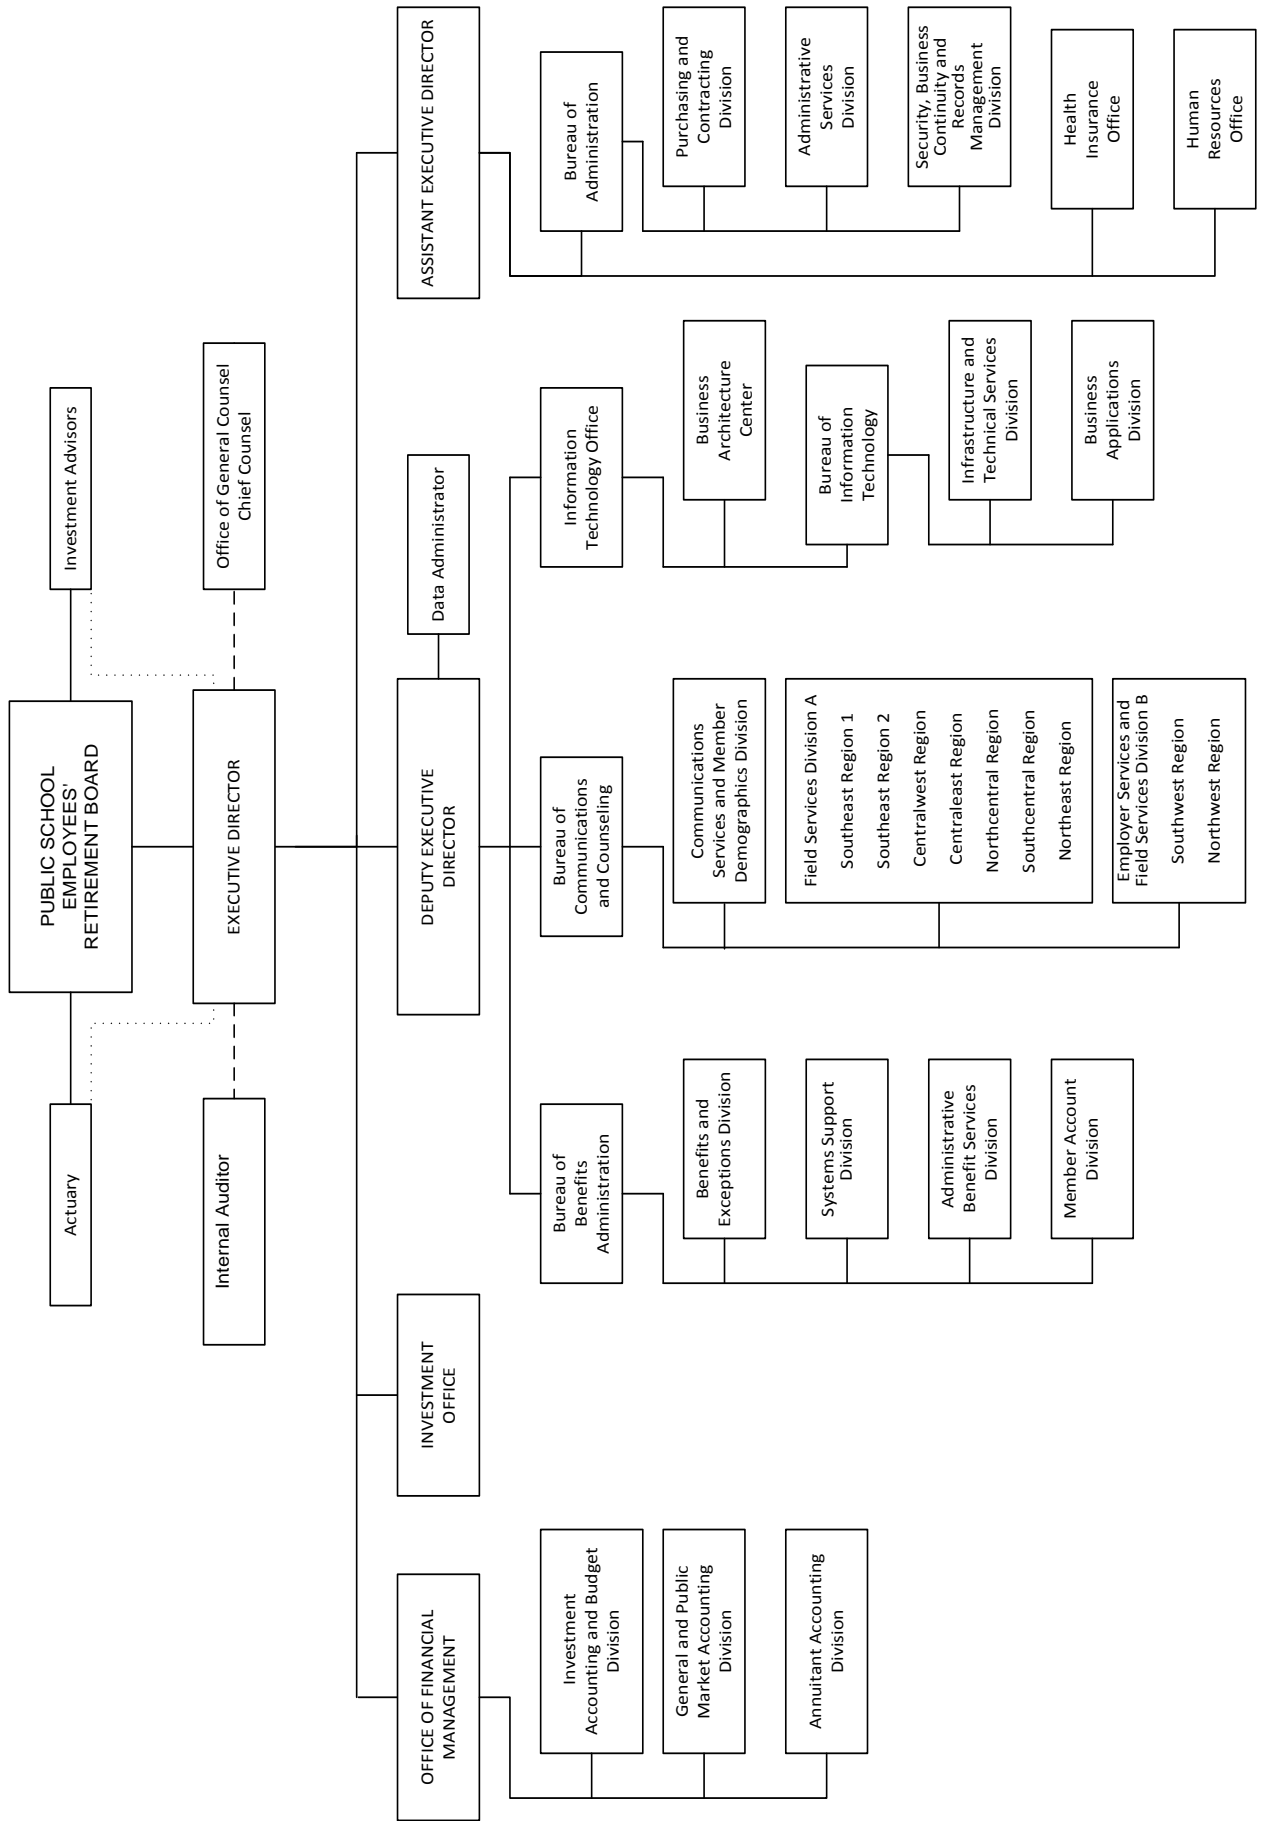 PUBLIC SCHOOL
EMPLOYEES'
RETIREMENT BOARD
Actuary
Investment Advisors
Internal Auditor
EXECUTIVE DIRECTOR
Office of General Counsel
Chief Counsel
OFFICE OF FINANCIAL
MANAGEMENT
INVESTMENT
OFFICE
DEPUTY EXECUTIVE
DIRECTOR
Data Administrator
ASSISTANT EXECUTIVE DIRECTOR
Investment
Accounting and Budget
Division
General and Public
Market Accounting
Division
Annuitant Accounting
Division
Bureau of
Benefits
Administration
Benefits and
Exceptions Division
Systems Support
Division
Administrative
Benefit Services
Division
Member Account
Division
Bureau of
Communications
and Counseling
Communications
Services and Member
Demographics Division
Field Services Division A
Southeast Region 1
Southeast Region 2
Centralwest Region
Centraleast Region
Northcentral Region
Southcentral Region
Northeast Region
Employer Services and
Field Services Division B
Southwest Region
Northwest Region
Information
Technology Office
Business
Architecture
Center
Bureau of
Information
Technology
Infrastructure and
Technical Services
Division
Business
Applications
Division
Bureau of
Administration
Purchasing and
Contracting
Division
Administrative
Services
Division
Security, Business
Continuity and
Records
Management
Division
Health
Insurance
Office
Human
Resources
Office